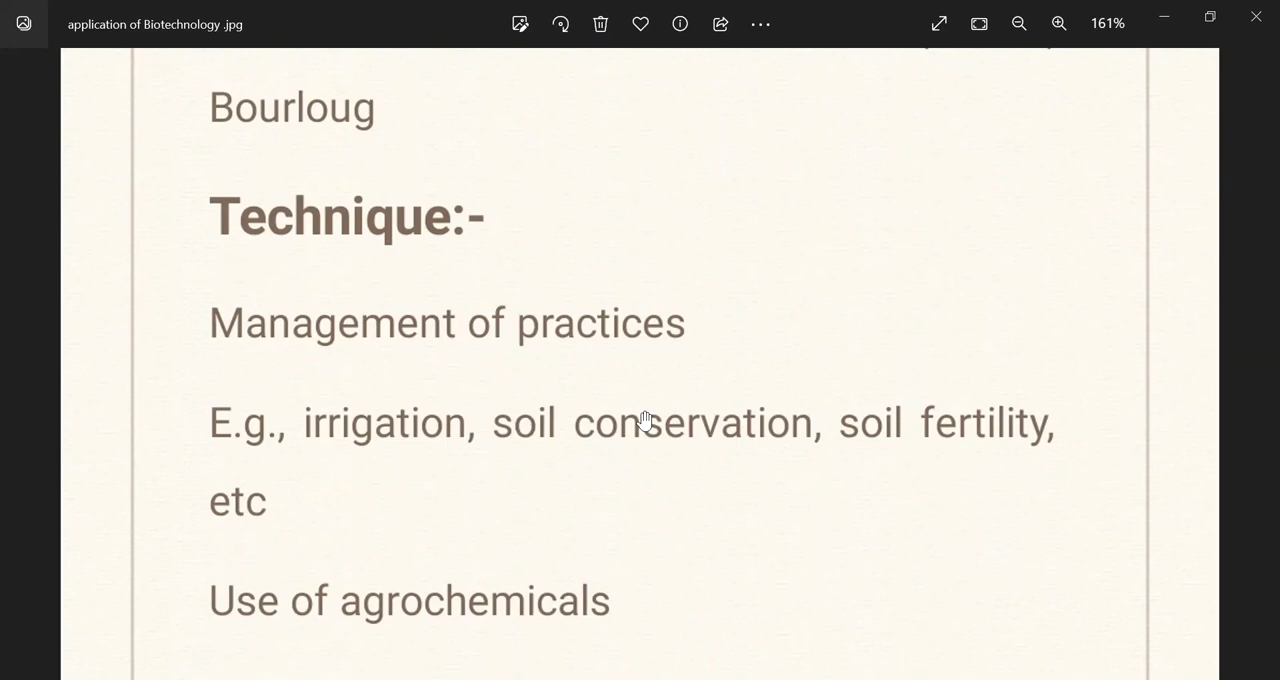 application of Biotechnology .jpg
161%
Bourloug
Technique:-
Management of practices
E.g., irrigation, soil conservation, soil fertility,
etc
Use of agrochemicals